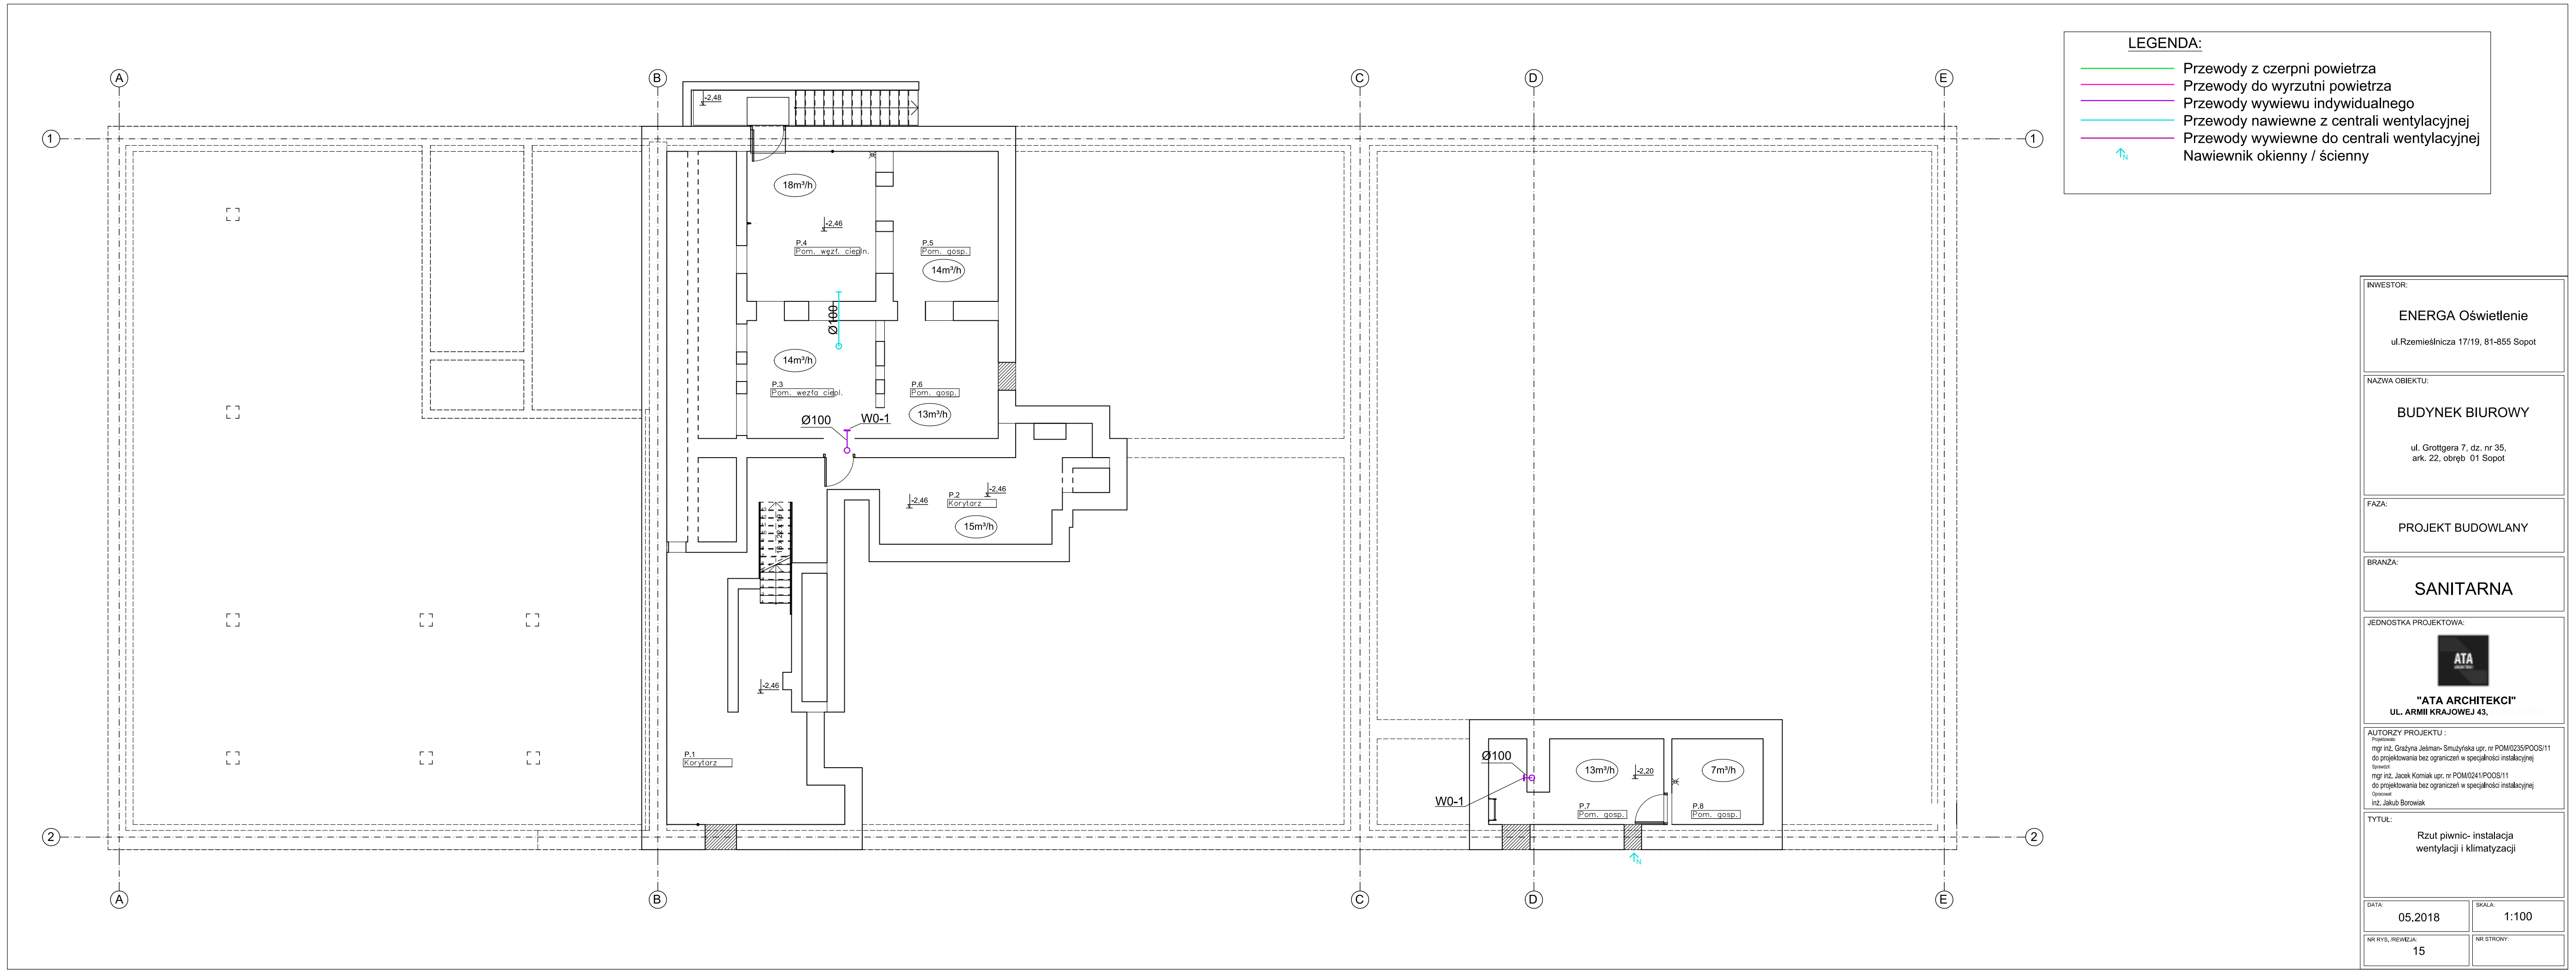 LEGENDA:
Przewody z czerpni powietrza
Przewody do wyrzutni powietrza
Przewody wywiewu indywidualnego
Przewody nawiewne z centrali wentylacyjnej
Przewody wywiewne do centrali wentylacyjnej
N
Nawiewnik okienny / ścienny
A
B
C
D
E
1
1
-2,48
18m³/h
-2,46
P.4
Pom. węzł. ciepln.
P.5
Pom. gosp.
14m³/h
Ø100
14m³/h
P.3
Pom. węzła ciepl.
P.6
Pom. gosp.
13m³/h
Ø100
W0-1
-2,46
P.2
-2,46
Korytarz
15m³/h
-2,46
P.1
Korytarz
Ø100
W0-1
13m³/h
-2,20
7m³/h
P.7
Pom. gosp.
P.8
Pom. gosp.
N
2
2
A
B
C
D
E
INWESTOR:
ENERGA Oświetlenie
ul.Rzemieślnicza 17/19, 81-855 Sopot
NAZWA OBIEKTU:
BUDYNEK BIUROWY
ul. Grottgera 7, dz. nr 35,
ark. 22, obręb 01 Sopot
FAZA:
PROJEKT BUDOWLANY
BRANŻA:
SANITARNA
JEDNOSTKA PROJEKTOWA:
ATA
"ATA ARCHITEKCI"
UL. ARMII KRAJOWEJ 43,
AUTORZY PROJEKTU :
Projektowała:
mgr inż. Grażyna Jeśman- Smużyńska upr. nr POM/0235/POOS/11
do projektowania bez ograniczeń w specjalności instalacyjnej
Sprawdził:
mgr inż. Jacek Korniak upr. nr POM/0241/POOS/11
do projektowania bez ograniczeń w specjalności instalacyjnej
Opracował:
inż. Jakub Borowiak
TYTUŁ:
Rzut piwnic- instalacja
wentylacji i klimatyzacji
DATA:
05.2018
SKALA:
1:100
NR RYS. /REWIZJA:
15
NR STRONY: